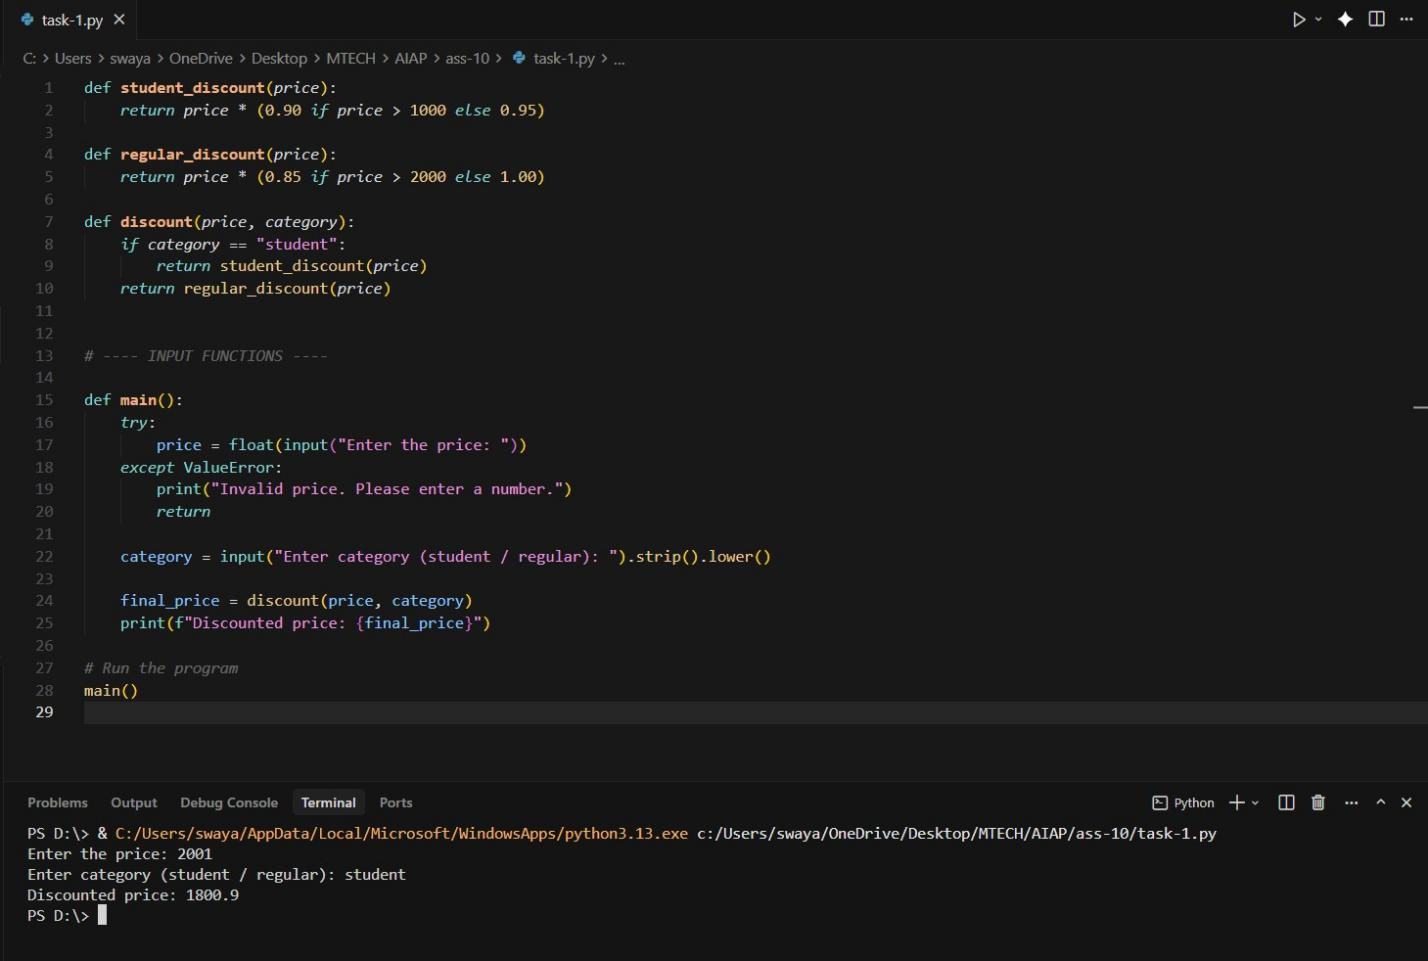 task-1.py
C: > Users > swaya > OneDrive > Desktop > MTECH > AIAP > ass-10 > task-1.py > ...
1 def student_discount(price):
2     return price * (0.90 if price > 1000 else 0.95)
3
4 def regular_discount(price):
5     return price * (0.85 if price > 2000 else 1.00)
6
7 def discount(price, category):
8     if category == "student":
9         return student_discount(price)
10     return regular_discount(price)
11
12
13 # ---- INPUT FUNCTIONS ----
14
15 def main():
16     try:
17         price = float(input("Enter the price: "))
18     except ValueError:
19         print("Invalid price. Please enter a number.")
20         return
21
22     category = input("Enter category (student / regular): ").strip().lower()
23
24     final_price = discount(price, category)
25     print(f"Discounted price: {final_price}")
26
27 # Run the program
28 main()
29
Problems Output Debug Console Terminal Ports Python
PS D:\> & C:/Users/swaya/AppData/Local/Microsoft/WindowsApps/python3.13.exe c:/Users/swaya/OneDrive/Desktop/MTECH/AIAP/ass-10/task-1.py
Enter the price: 2001
Enter category (student / regular): student
Discounted price: 1800.9
PS D:\>